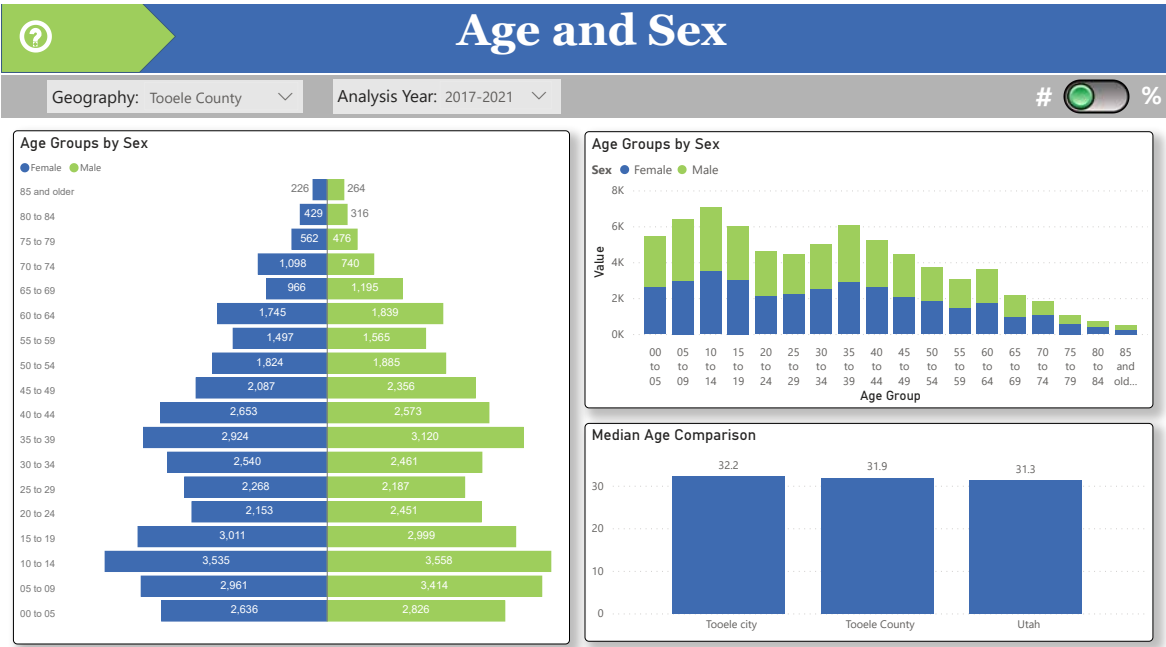 ?
Age and Sex
Geography: Tooele County
Analysis Year: 2017-2021
# %
Age Groups by Sex
Female Male
85 and older 226 264
80 to 84 429 316
75 to 79 562 476
70 to 74 1,098 740
65 to 69 966 1,195
60 to 64 1,745 1,839
55 to 59 1,497 1,565
50 to 54 1,824 1,885
45 to 49 2,087 2,356
40 to 44 2,653 2,573
35 to 39 2,924 3,120
30 to 34 2,540 2,461
25 to 29 2,268 2,187
20 to 24 2,153 2,451
15 to 19 3,011 2,999
10 to 14 3,535 3,558
05 to 09 2,961 3,414
00 to 05 2,636 2,826
Age Groups by Sex
Sex Female Male
Value
8K
6K
4K
2K
0K
00 05 10 15 20 25 30 35 40 45 50 55 60 65 70 75 80 85
to to to to to to to to to to to to to to to to to and
05 09 14 19 24 29 34 39 44 49 54 59 64 69 74 79 84 old...
Age Group
Median Age Comparison
32.2 31.9 31.3
30
20
10
0
Tooele city Tooele County Utah